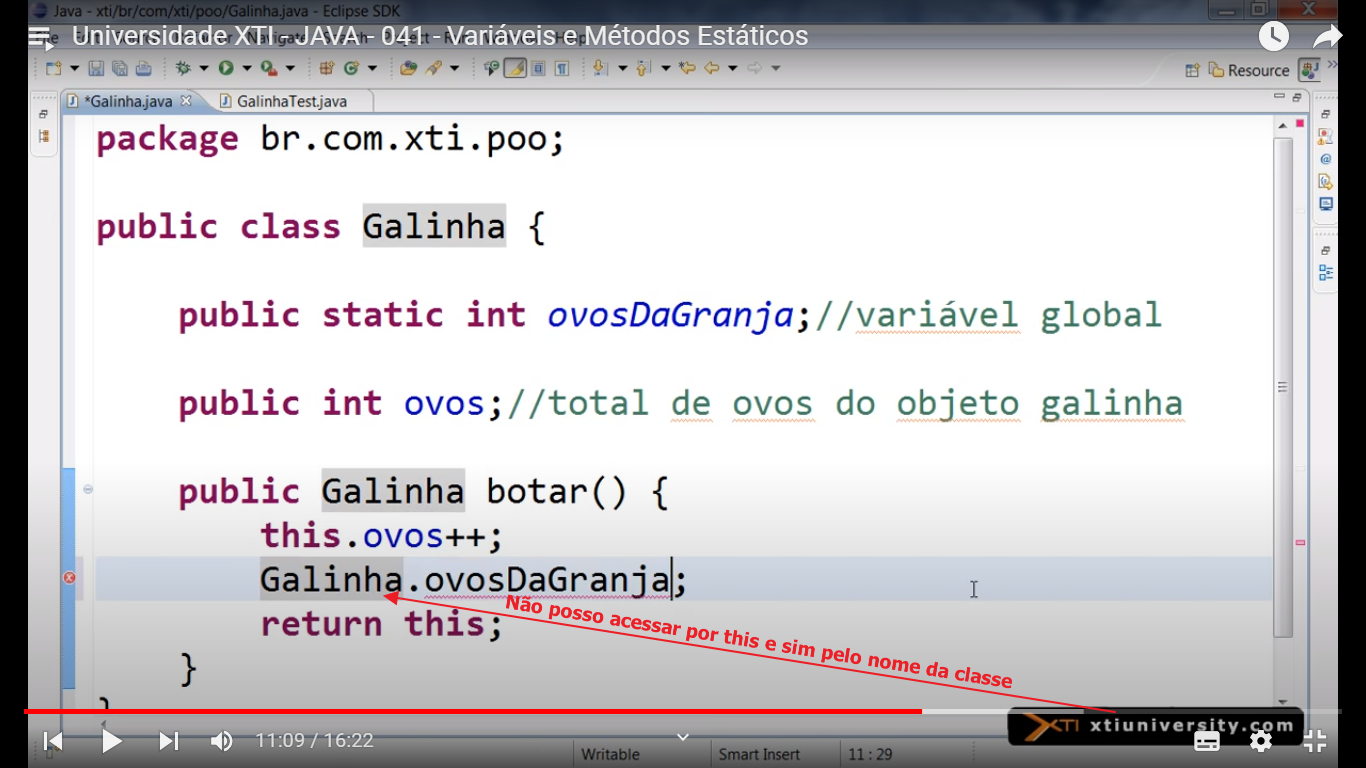 Java - xti/br/com/xti/poo/Galinha.java - Eclipse SDK
Universidade XTI - JAVA - 041 - Variáveis e Métodos Estáticos
Resource
*Galinha.java GalinhaTest.java
package br.com.xti.poo;
public class Galinha {
public static int ovosDaGranja;//variável global
public int ovos;//total de ovos do objeto galinha
public Galinha botar() {
this.ovos++;
Galinha.ovosDaGranja;
Não posso acessar por this e sim pelo nome da classe
return this;
}
}
XTI xtiuniversity.com
11:09 / 16:22
Writable Smart Insert 11 : 29